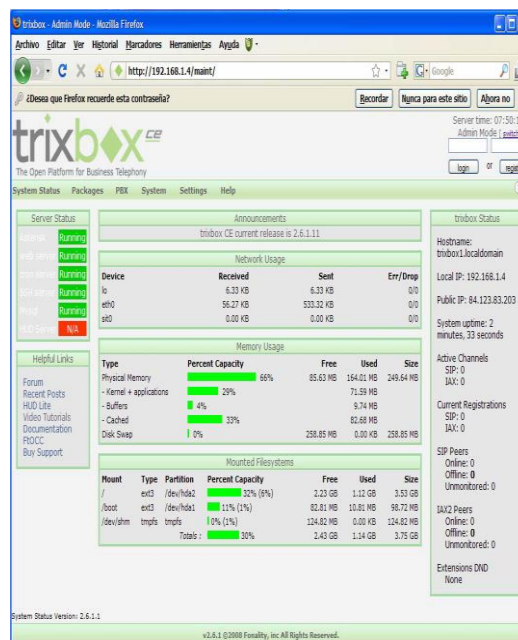 trixbox - Admin Mode - Mozilla Firefox
Archivo Editar Ver Historial Marcadores Herramientas Ayuda
http://192.168.1.4/maint/
Google
¿Desea que Firefox recuerde esta contraseña?
Recordar Nunca para este sitio Ahora no
Server time: 07:50:
trixbox CE
Admin Mode [ switch
The Open Platform for Business Telephony
login or regist
System Status Packages PBX System Settings Help
Server Status
Asterisk Running
web server Running
cron server Running
SSH server Running
Mysql Running
HUD Server N/A
Helpful Links
Forum
Recent Posts
HUD Lite
Video Tutorials
Documentation
FtOCC
Buy Support
Announcements
trixbox CE current release is 2.6.1.11
Network Usage
Device Received Sent Err/Drop
lo 6.33 KB 6.33 KB 0/0
eth0 56.27 KB 533.32 KB 0/0
sit0 0.00 KB 0.00 KB 0/0
Memory Usage
Type Percent Capacity Free Used Size
Physical Memory 66% 85.63 MB 164.01 MB 249.64 MB
- Kernel + applications 29% 71.59 MB
- Buffers 4% 9.74 MB
- Cached 33% 82.68 MB
Disk Swap 0% 258.85 MB 0.00 KB 258.85 MB
Mounted Filesystems
Mount Type Partition Percent Capacity Free Used Size
/ ext3 /dev/hda2 32% (6%) 2.23 GB 1.12 GB 3.53 GB
/boot ext3 /dev/hda1 11% (1%) 82.81 MB 10.81 MB 98.72 MB
/dev/shm tmpfs tmpfs 0% (1%) 124.82 MB 0.00 KB 124.82 MB
Totals : 30% 2.43 GB 1.14 GB 3.75 GB
trixbox Status
Hostname:
trixbox1.localdomain
Local IP: 192.168.1.4
Public IP: 84.123.83.203
System uptime: 2
minutes, 33 seconds
Active Channels
SIP: 0
IAX: 0
Current Registrations
SIP: 0
IAX: 0
SIP Peers
Online: 0
Offline: 0
Unmonitored: 0
IAX2 Peers
Online: 0
Offline: 0
Unmonitored: 0
Extensions DND
None
System Status Version: 2.6.1.1
v2.6.1 ©2008 Fonality, inc All Rights Reserved.